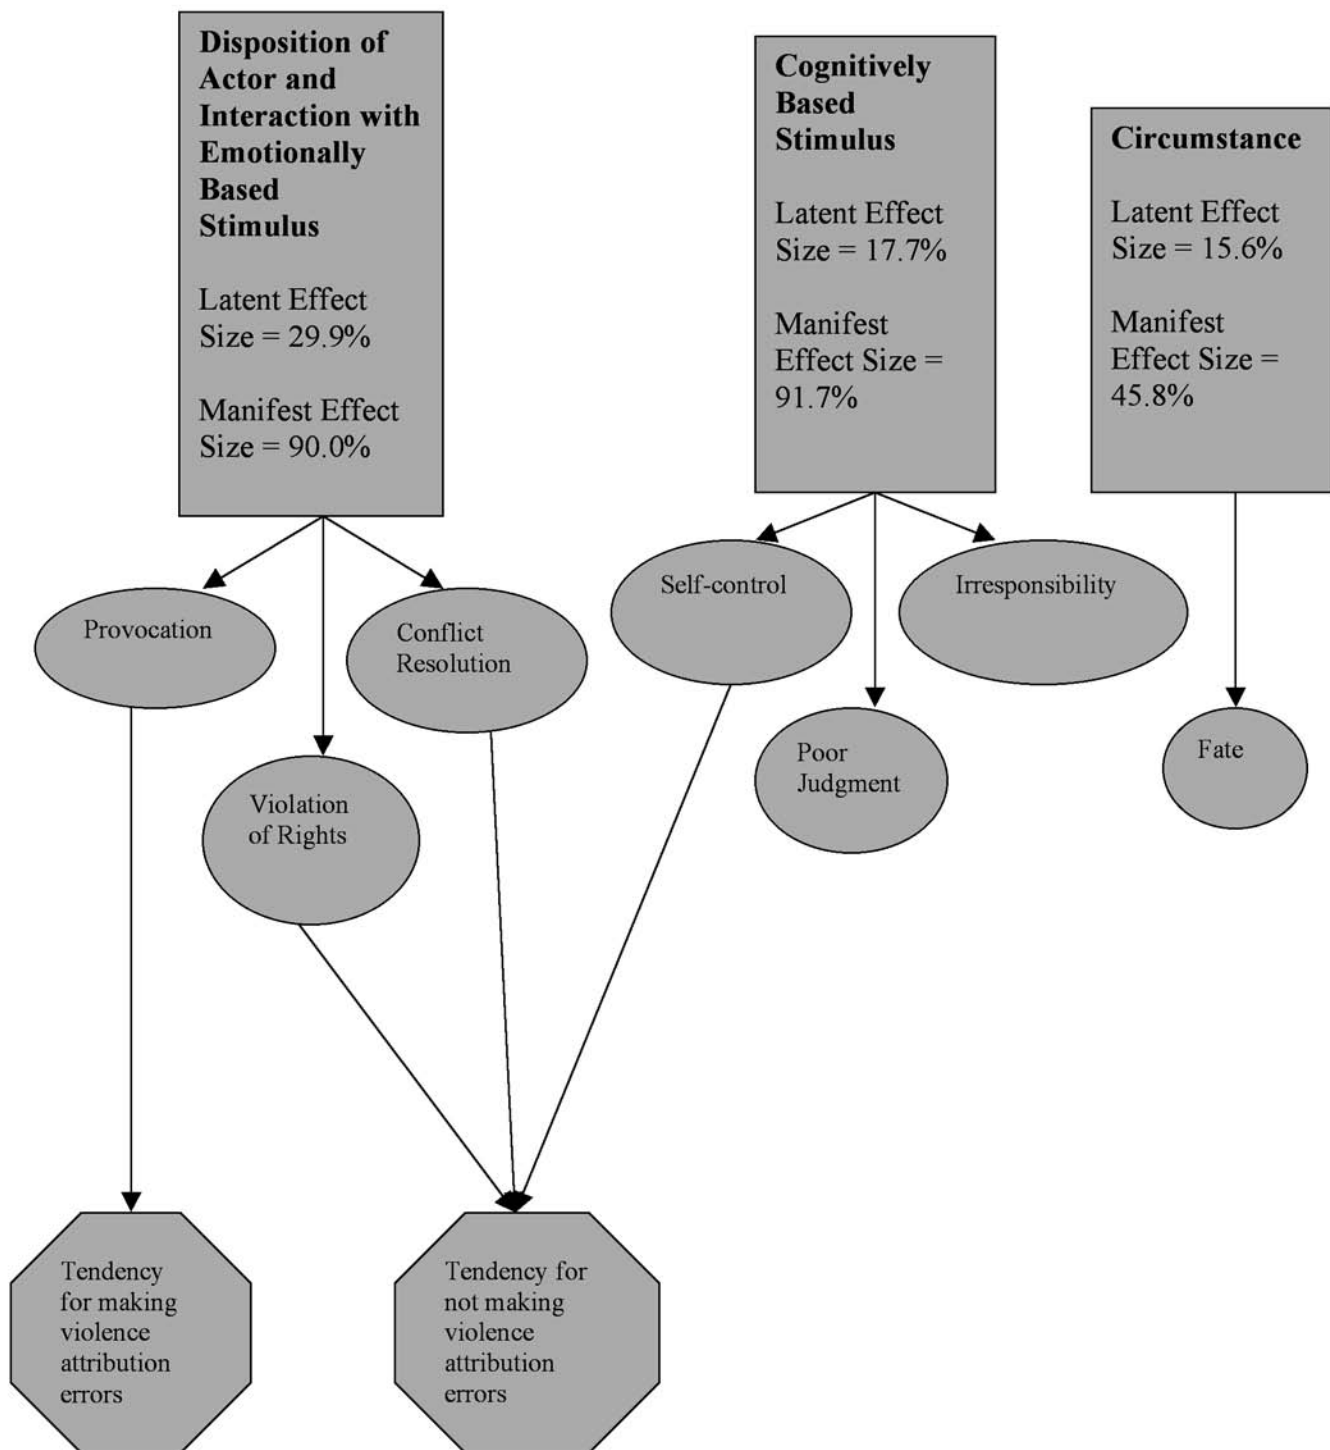 Disposition of
Actor and
Interaction with
Emotionally
Based
Stimulus
Latent Effect
Size = 29.9%
Manifest Effect
Size = 90.0%
Cognitively
Based
Stimulus
Latent Effect
Size = 17.7%
Manifest
Effect Size =
91.7%
Circumstance
Latent Effect
Size = 15.6%
Manifest
Effect Size =
45.8%
Provocation
Conflict
Resolution
Self-control
Irresponsibility
Violation
of Rights
Poor
Judgment
Fate
Tendency
for making
violence
attribution
errors
Tendency for
not making
violence
attribution
errors